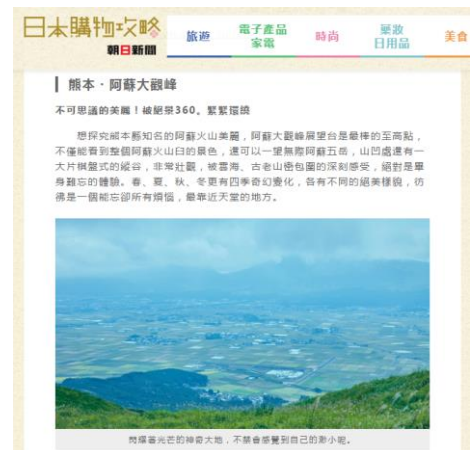 日本購物攻略
朝日新聞
旅遊
電子產品
家電
時尚
藥妝
日用品
美食
熊本・阿蘇大觀峰
不可思議的美麗！被絕景360。緊緊環繞
想探究熊本縣知名的阿蘇火山美麗，阿蘇大觀峰展望台是最棒的至高點，
不僅能看到整個阿蘇火山臼的景色，還可以一望無際阿蘇五岳，山凹處還有一
大片棋盤式的縱谷，非常壯觀，被雲海、古老山密包圍的深刻感受，絕對是畢
身難忘的體驗。春、夏、秋、冬更有四季奇幻變化，各有不同的絕美樣貌，彷
彿是一個能忘卻所有煩惱，最靠近天堂的地方。
閃耀著光芒的神奇大地，不禁會感覺到自己的渺小呢。